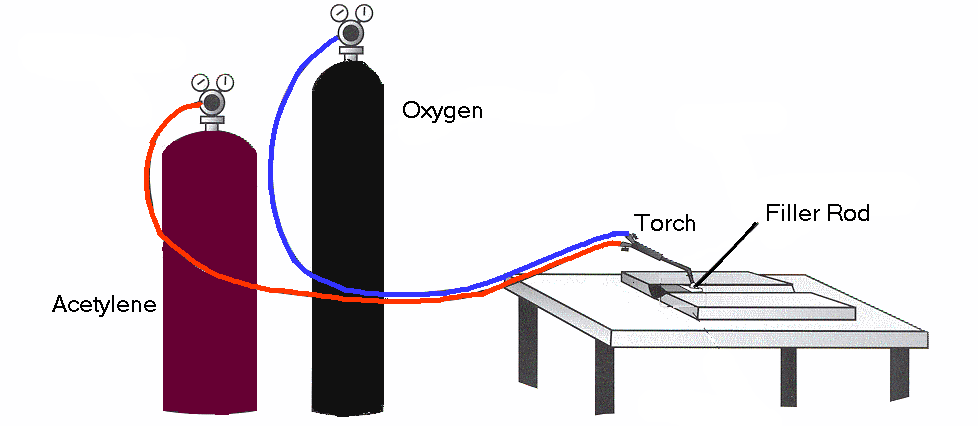 Oxygen
Torch
Filler Rod
Acetylene